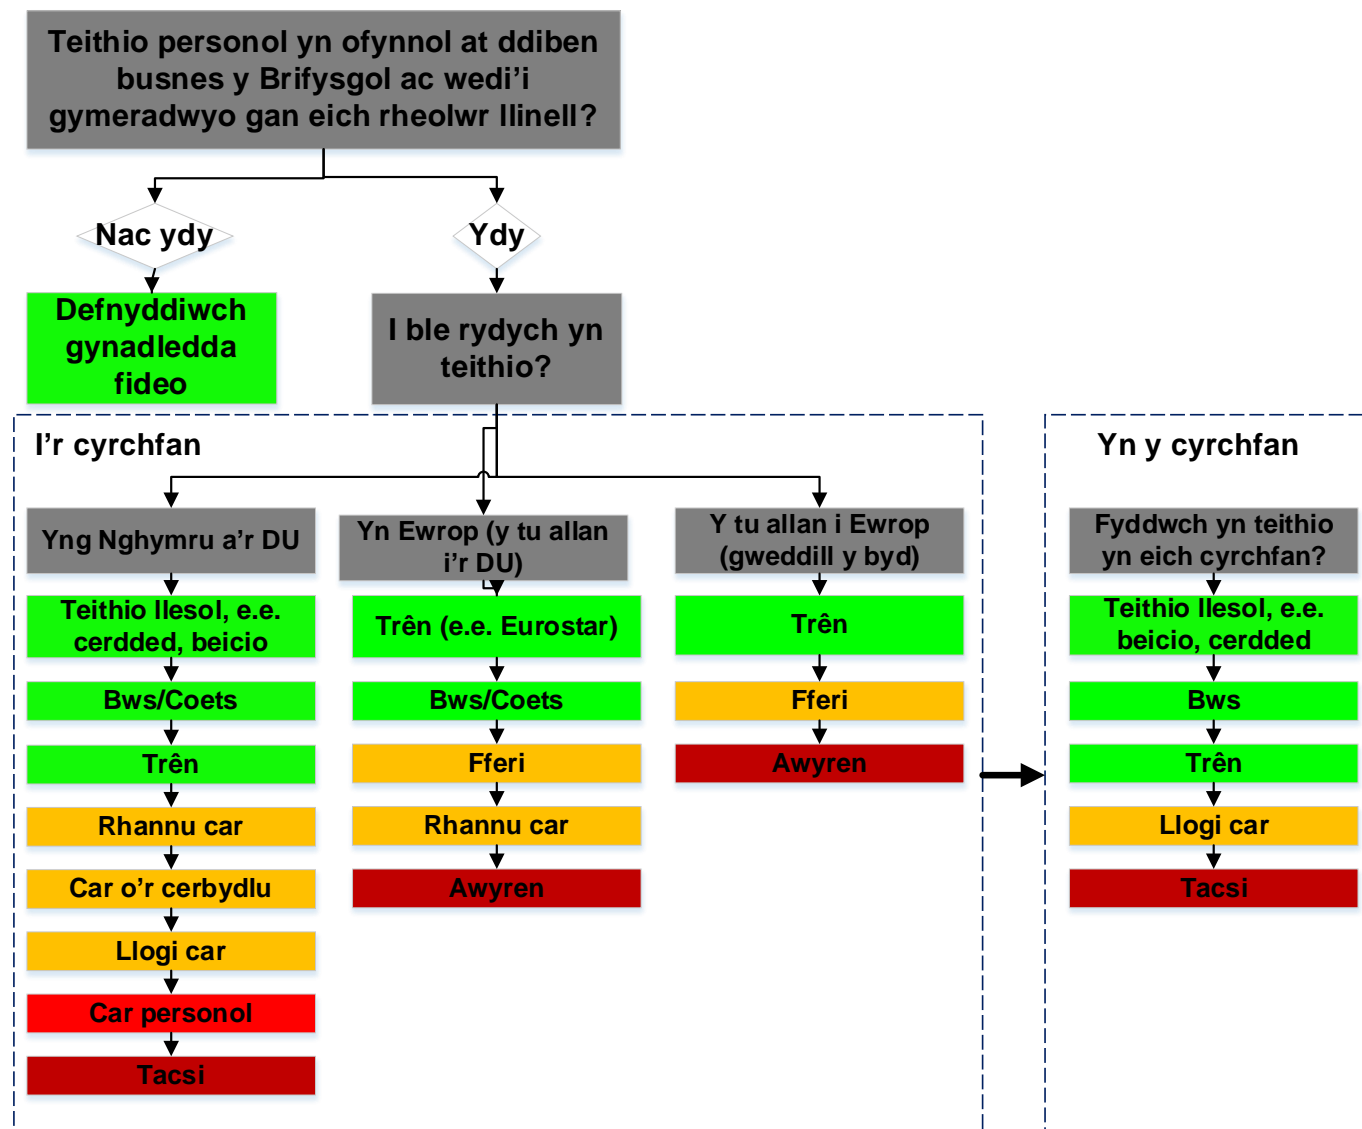 Teithio personol yn ofynnol at ddiben
busnes y Brifysgol ac wedi’i
gymeradwyo gan eich rheolwr llinell?
Nac ydy
Ydy
Defnyddiwch
gynadledda
fideo
I ble rydych yn
teithio?
I’r cyrchfan
Yng Nghymru a’r DU
Teithio llesol, e.e.
cerdded, beicio
Bws/Coets
Trên
Rhannu car
Car o’r cerbydlu
Llogi car
Car personol
Tacsi
Yn Ewrop (y tu allan
i’r DU)
Trên (e.e. Eurostar)
Bws/Coets
Fferi
Rhannu car
Awyren
Y tu allan i Ewrop
(gweddill y byd)
Trên
Fferi
Awyren
Yn y cyrchfan
Fyddwch yn teithio
yn eich cyrchfan?
Teithio llesol, e.e.
beicio, cerdded
Bws
Trên
Llogi car
Tacsi